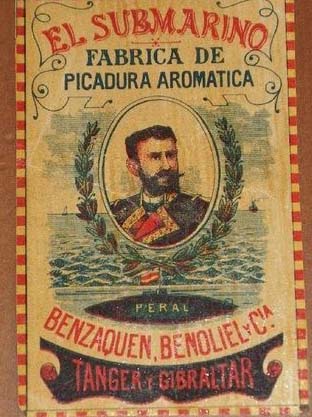 EL SUBMARINO
FABRICA DE
PICADURA AROMATICA
PERAL
BENZAQUEN, BENOLIEL Y Cᴵᴬ
TANGER Y GIBRALTAR